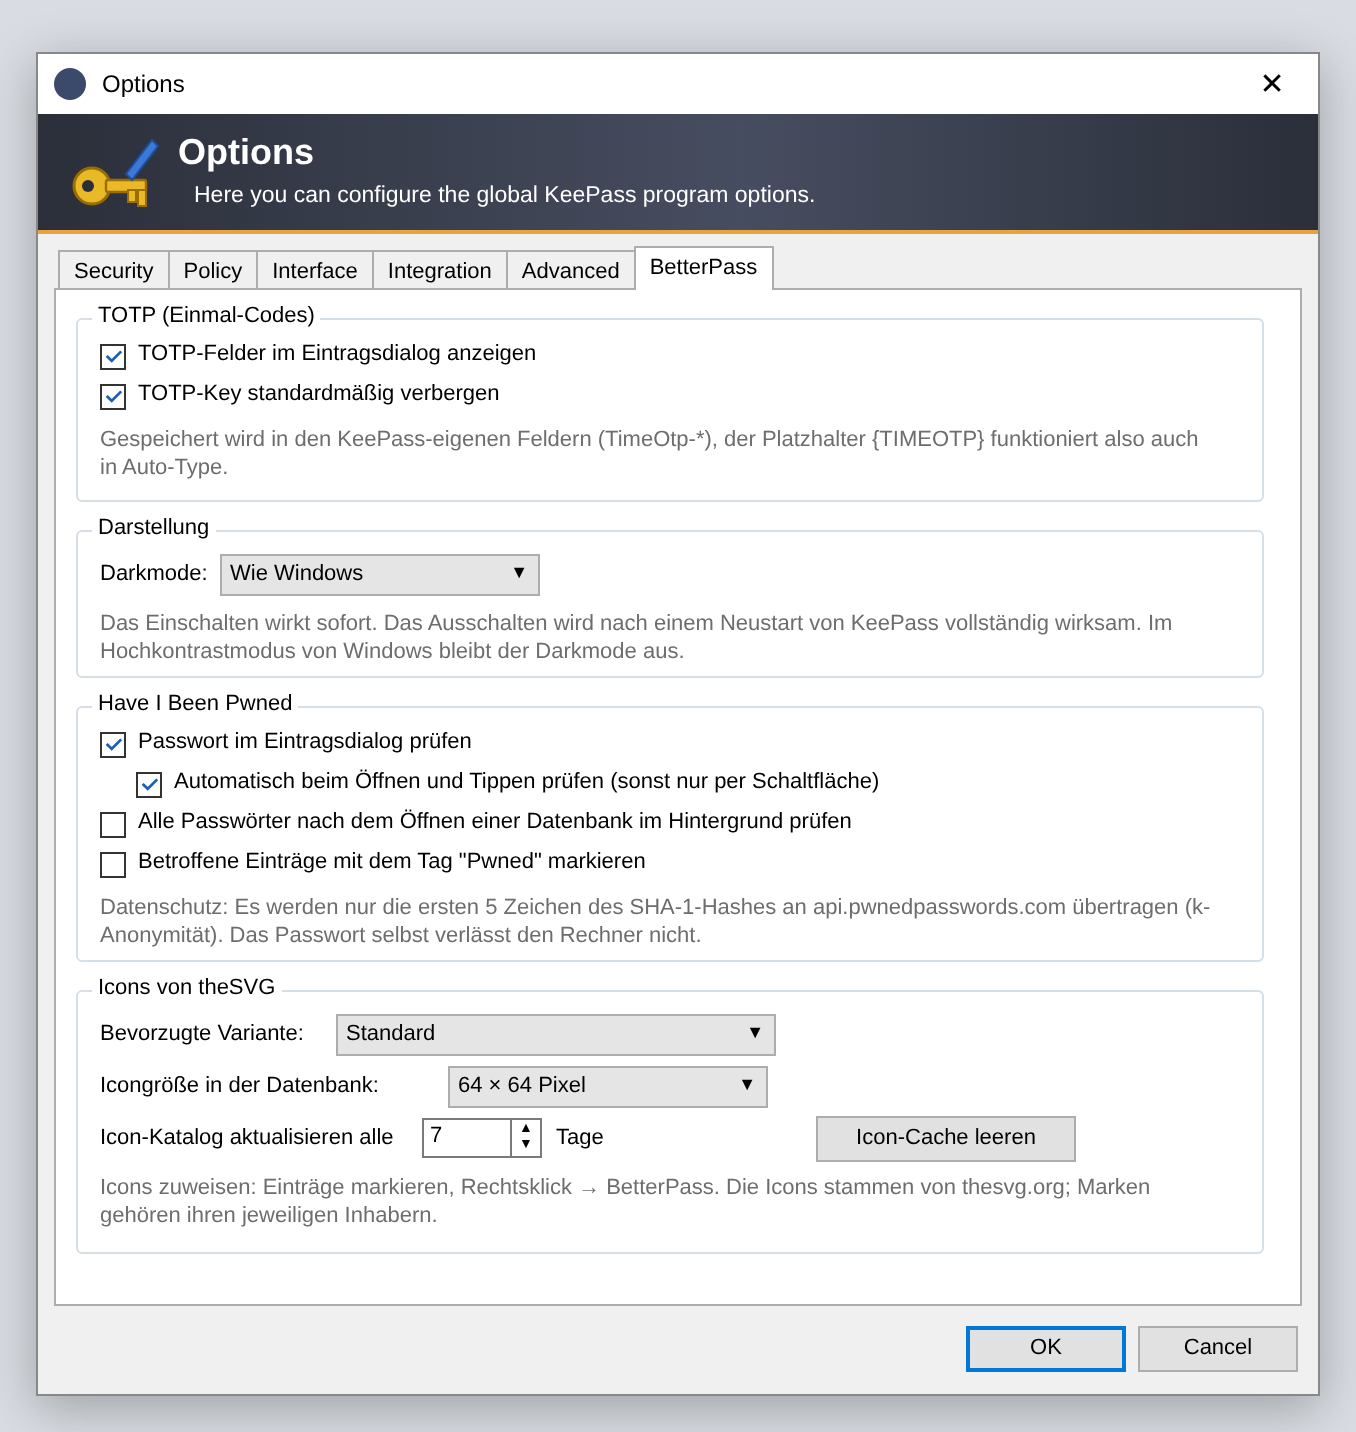 Options
Options
Here you can configure the global KeePass program options.
Security Policy Interface Integration Advanced BetterPass
TOTP (Einmal-Codes)
TOTP-Felder im Eintragsdialog anzeigen
TOTP-Key standardmäßig verbergen
Gespeichert wird in den KeePass-eigenen Feldern (TimeOtp-*), der Platzhalter {TIMEOTP} funktioniert also auch
in Auto-Type.
Darstellung
Darkmode: Wie Windows
Das Einschalten wirkt sofort. Das Ausschalten wird nach einem Neustart von KeePass vollständig wirksam. Im
Hochkontrastmodus von Windows bleibt der Darkmode aus.
Have I Been Pwned
Passwort im Eintragsdialog prüfen
Automatisch beim Öffnen und Tippen prüfen (sonst nur per Schaltfläche)
Alle Passwörter nach dem Öffnen einer Datenbank im Hintergrund prüfen
Betroffene Einträge mit dem Tag "Pwned" markieren
Datenschutz: Es werden nur die ersten 5 Zeichen des SHA-1-Hashes an api.pwnedpasswords.com übertragen (k-
Anonymität). Das Passwort selbst verlässt den Rechner nicht.
Icons von theSVG
Bevorzugte Variante: Standard
Icongröße in der Datenbank: 64 × 64 Pixel
Icon-Katalog aktualisieren alle 7 Tage Icon-Cache leeren
Icons zuweisen: Einträge markieren, Rechtsklick → BetterPass. Die Icons stammen von thesvg.org; Marken
gehören ihren jeweiligen Inhabern.
OK Cancel